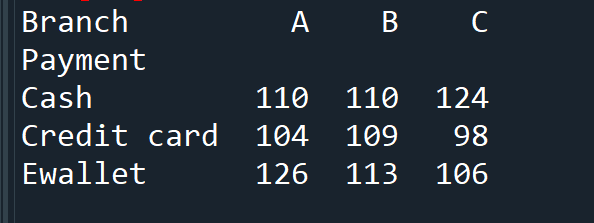 Branch A B C
Payment
Cash 110 110 124
Credit card 104 109 98
Ewallet 126 113 106